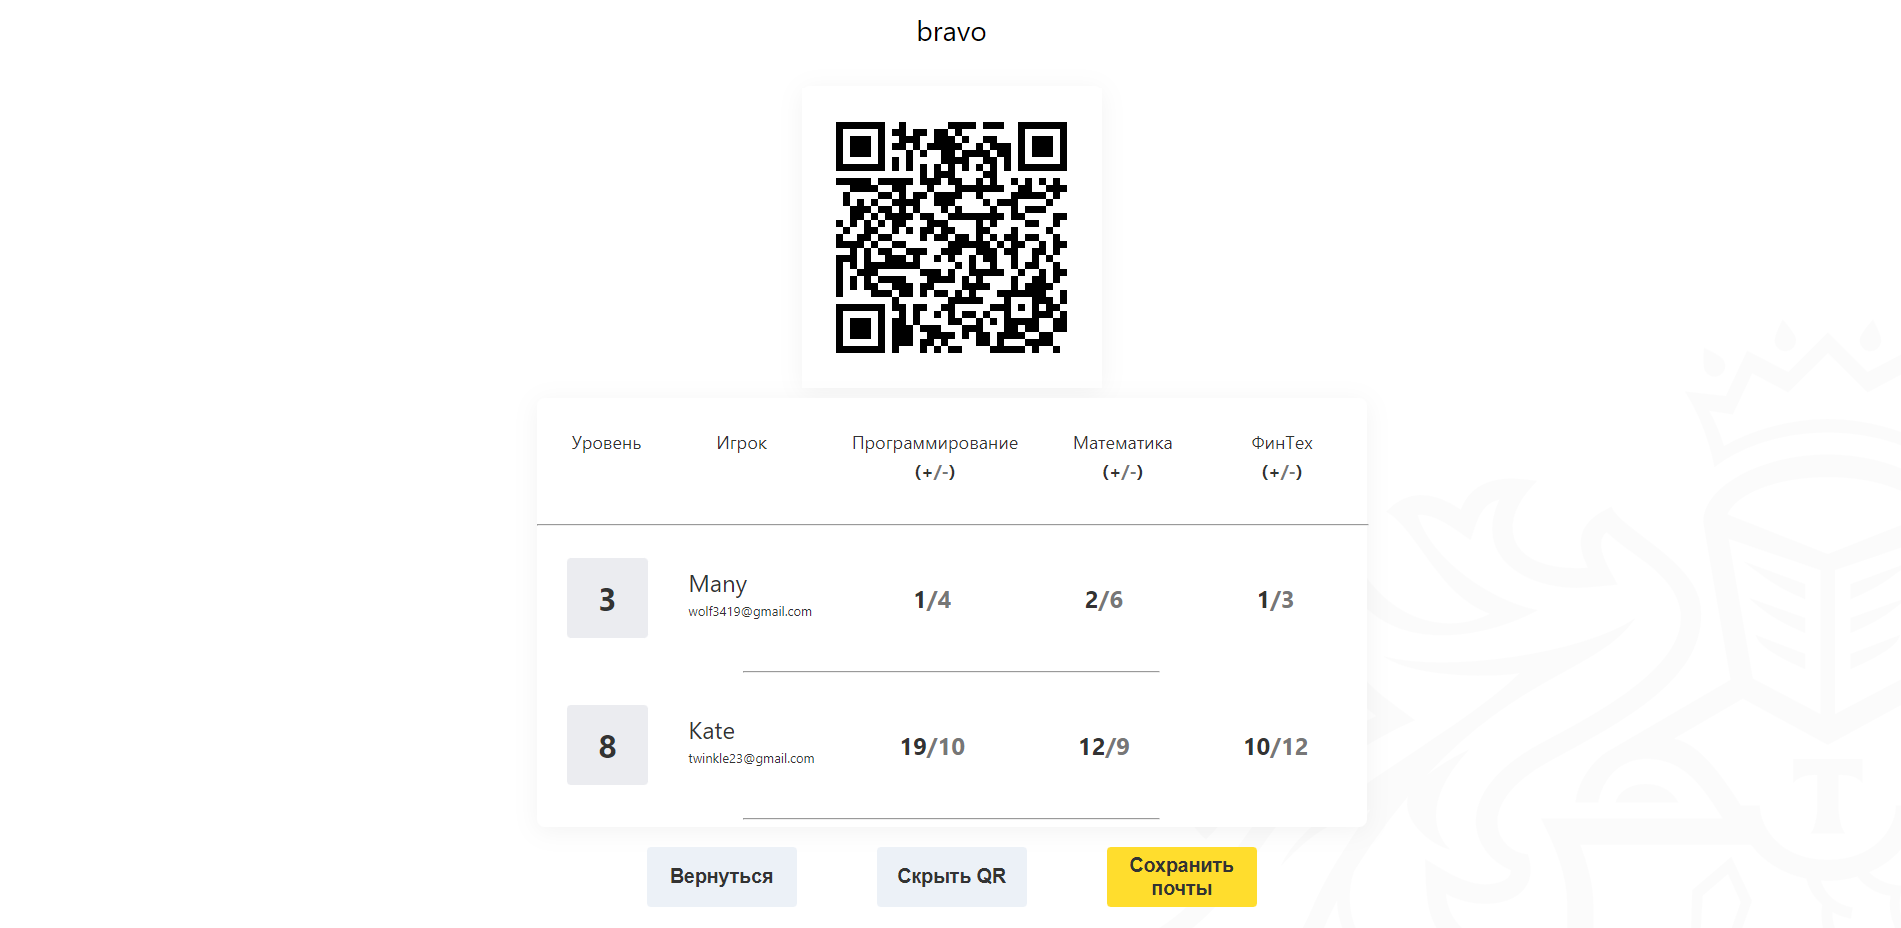 bravo
Уровень Игрок Программирование Математика ФинТех
(+/-) (+/-) (+/-)
3 Many 1/4 2/6 1/3
wolf3419@gmail.com
8 Kate 19/10 12/9 10/12
twinkle23@gmail.com
Вернуться Скрыть QR Сохранить
почты
T